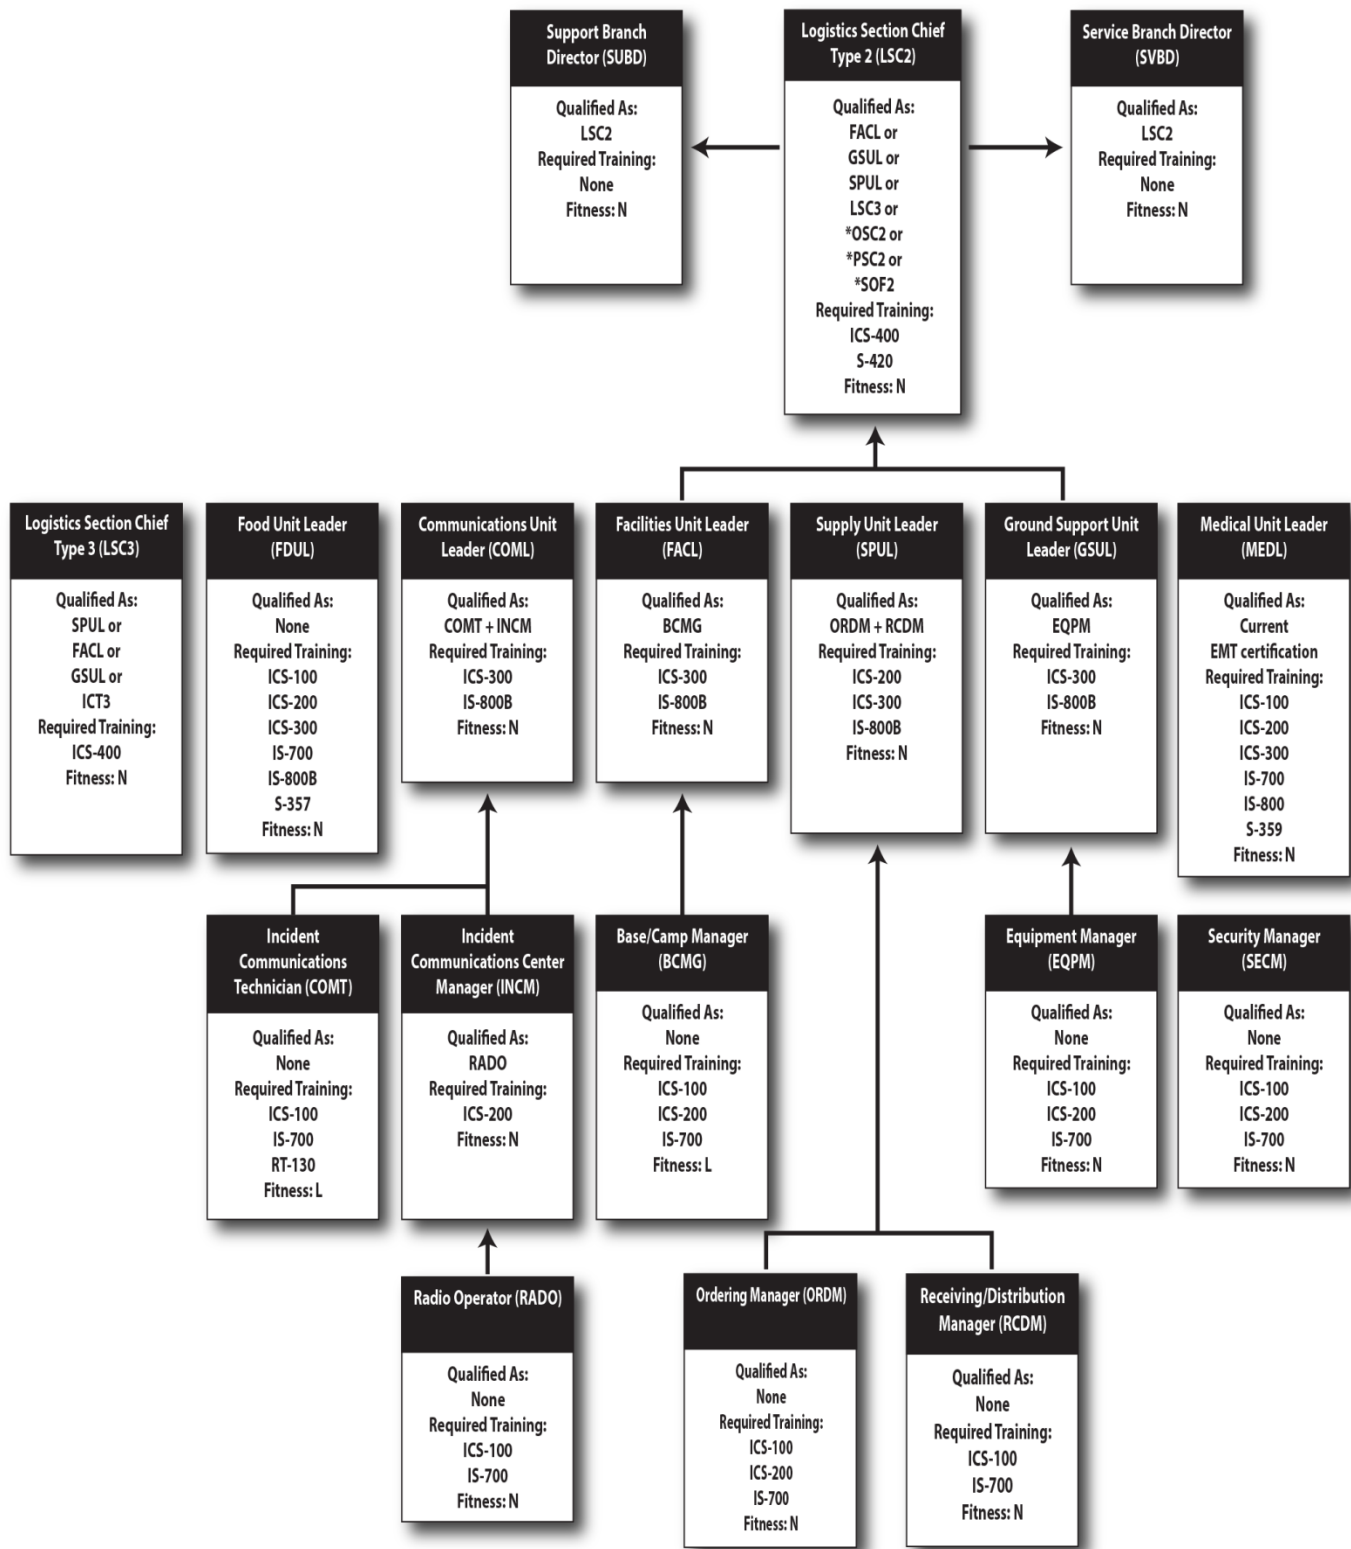 Support Branch
Director (SUBD)
Qualified As:
LSC2
Required Training:
None
Fitness: N
Logistics Section Chief
Type 2 (LSC2)
Qualified As:
FACL or
GSUL or
SPUL or
LSC3 or
*OSC2 or
*PSC2 or
*SOF2
Required Training:
ICS-400
S-420
Fitness: N
Service Branch Director
(SVBD)
Qualified As:
LSC2
Required Training:
None
Fitness: N
Logistics Section Chief
Type 3 (LSC3)
Qualified As:
SPUL or
FACL or
GSUL or
ICT3
Required Training:
ICS-400
Fitness: N
Food Unit Leader
(FDUL)
Qualified As:
None
Required Training:
ICS-100
ICS-200
ICS-300
IS-700
IS-800B
S-357
Fitness: N
Communications Unit
Leader (COML)
Qualified As:
COMT + INCM
Required Training:
ICS-300
IS-800B
Fitness: N
Facilities Unit Leader
(FACL)
Qualified As:
BCMG
Required Training:
ICS-300
IS-800B
Fitness: N
Supply Unit Leader
(SPUL)
Qualified As:
ORDM + RCDM
Required Training:
ICS-200
ICS-300
IS-800B
Fitness: N
Ground Support Unit
Leader (GSUL)
Qualified As:
EQPM
Required Training:
ICS-300
IS-800B
Fitness: N
Medical Unit Leader
(MEDL)
Qualified As:
Current
EMT certification
Required Training:
ICS-100
ICS-200
ICS-300
IS-700
IS-800
S-359
Fitness: N
Incident
Communications
Technician (COMT)
Qualified As:
None
Required Training:
ICS-100
IS-700
RT-130
Fitness: L
Incident
Communications Center
Manager (INCM)
Qualified As:
RADO
Required Training:
ICS-200
Fitness: N
Base/Camp Manager
(BCMG)
Qualified As:
None
Required Training:
ICS-100
ICS-200
IS-700
Fitness: L
Equipment Manager
(EQPM)
Qualified As:
None
Required Training:
ICS-100
ICS-200
IS-700
Fitness: N
Security Manager
(SECM)
Qualified As:
None
Required Training:
ICS-100
ICS-200
IS-700
Fitness: N
Radio Operator (RADO)
Qualified As:
None
Required Training:
ICS-100
IS-700
Fitness: N
Ordering Manager (ORDM)
Qualified As:
None
Required Training:
ICS-100
ICS-200
IS-700
Fitness: N
Receiving/Distribution
Manager (RCDM)
Qualified As:
None
Required Training:
ICS-100
IS-700
Fitness: N